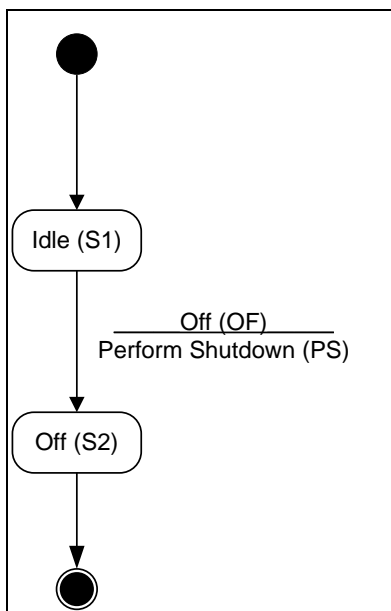 Idle (S1)
Off (OF)
Perform Shutdown (PS)
Off (S2)